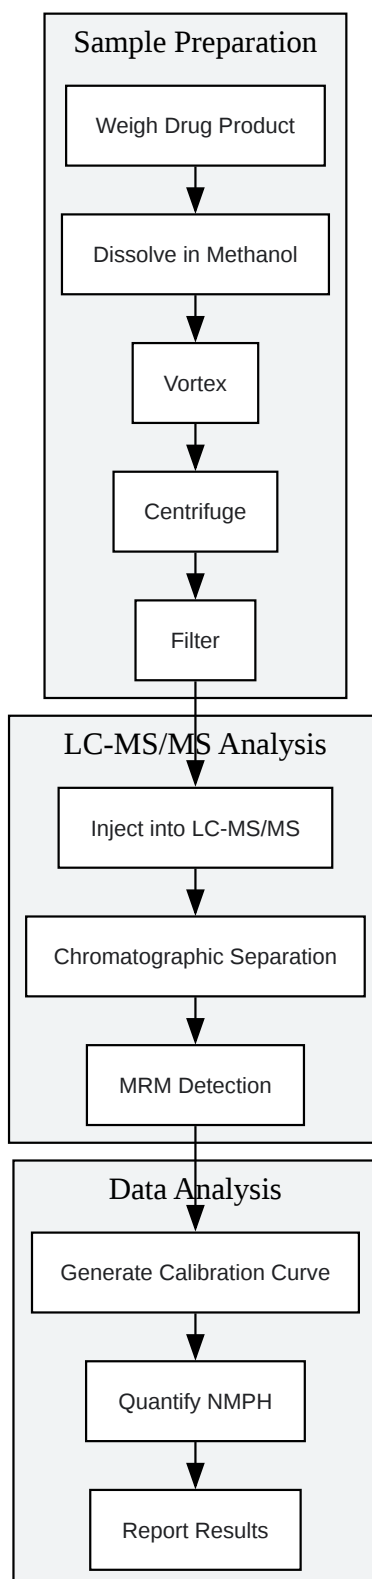 Sample Preparation
Weigh Drug Product
Dissolve in Methanol
Vortex
Centrifuge
Filter
LC-MS/MS Analysis
Inject into LC-MS/MS
Chromatographic Separation
MRM Detection
Data Analysis
Generate Calibration Curve
Quantify NMPH
Report Results